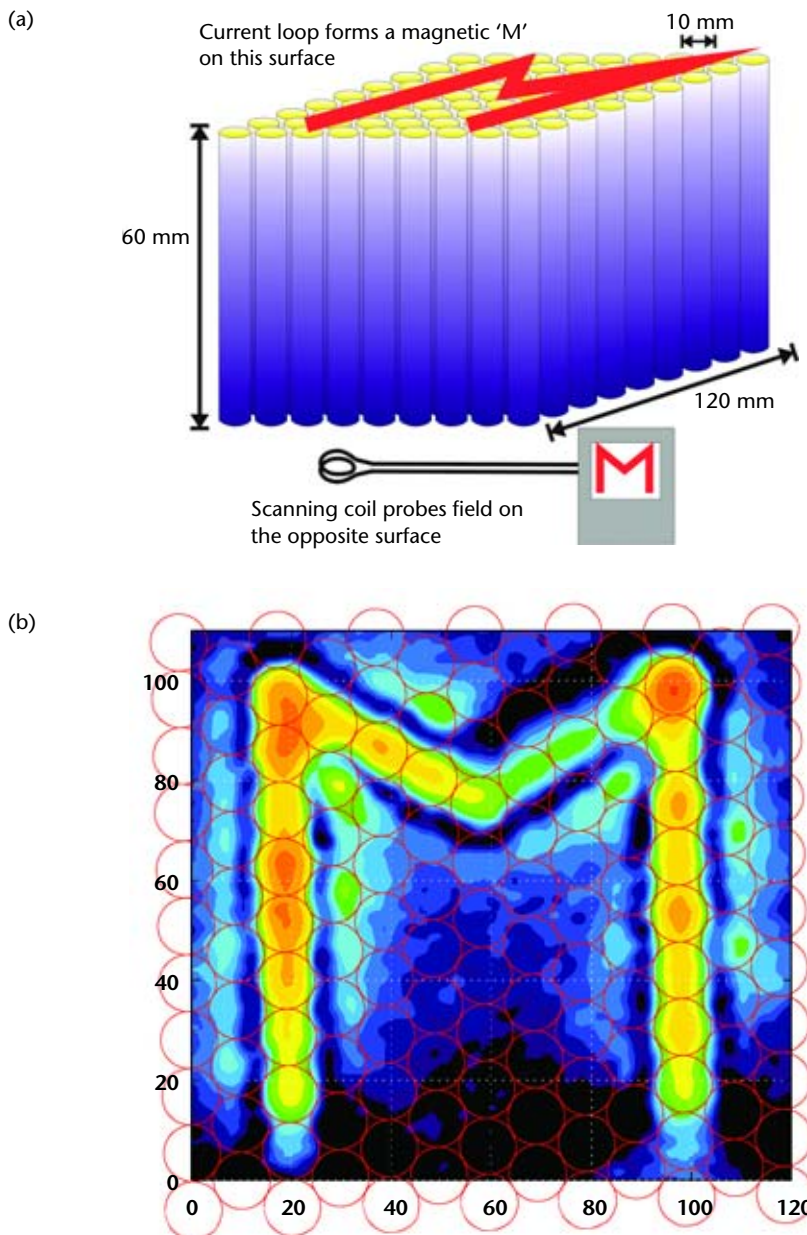 (a)
Current loop forms a magnetic ‘M’
on this surface
10 mm
60 mm
120 mm
M
Scanning coil probes field on
the opposite surface
(b)
100
80
60
40
20
0
0 20 40 60 80 100 120